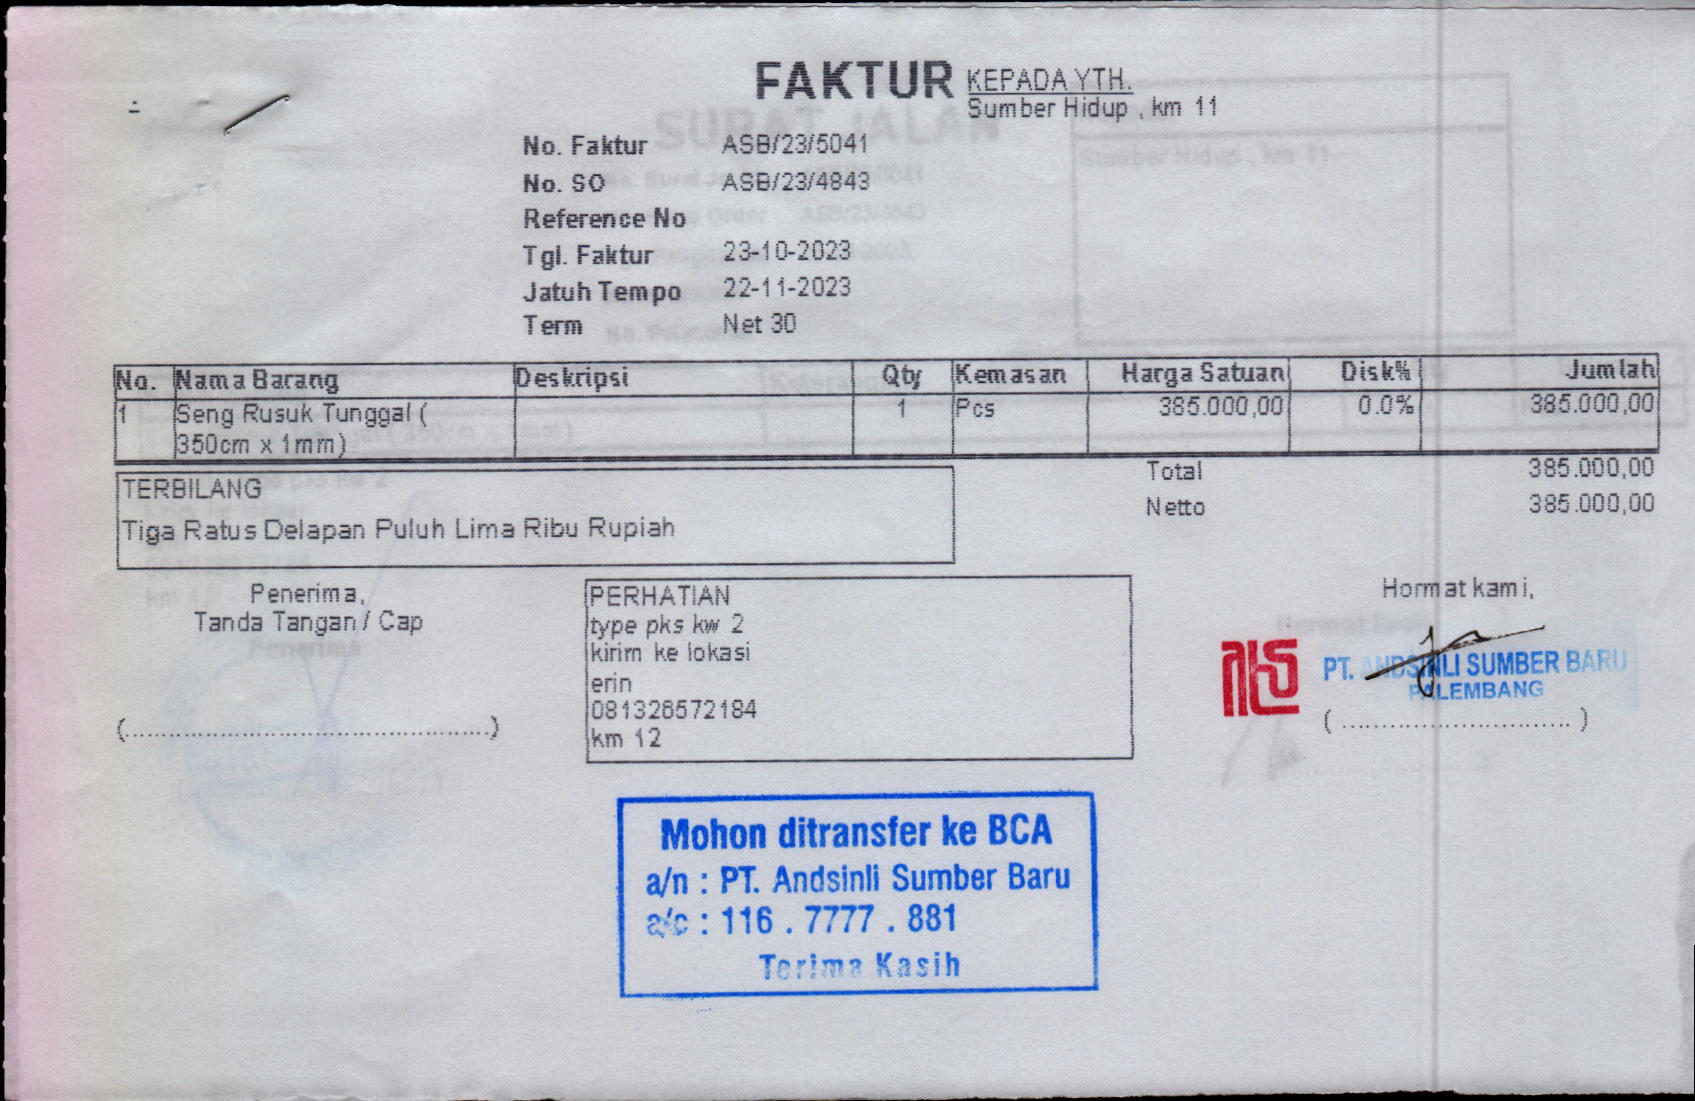 FAKTUR
KEPADA YTH.
Sumber Hidup , km 11
No. Faktur ASB/23/5041
No. SO ASB/23/4843
Reference No
Tgl. Faktur 23-10-2023
Jatuh Tempo 22-11-2023
Term Net 30
No. Nama Barang Deskripsi Qty Kemasan Harga Satuan Disk% Jumlah
1 Seng Rusuk Tunggal ( 1 Pcs 385.000,00 0.0% 385.000,00
350cm x 1mm)
Total 385.000,00
Netto 385.000,00
TERBILANG
Tiga Ratus Delapan Puluh Lima Ribu Rupiah
Penerima,
Tanda Tangan / Cap
(............................................)
PERHATIAN
type pks kw 2
kirim ke lokasi
erin
081326572184
km 12
Hormat kami,
PT. ANDSINLI SUMBER BARU
PALEMBANG
( ............................ )
Mohon ditransfer ke BCA
a/n : PT. Andsinli Sumber Baru
a/c : 116 . 7777 . 881
Terima Kasih